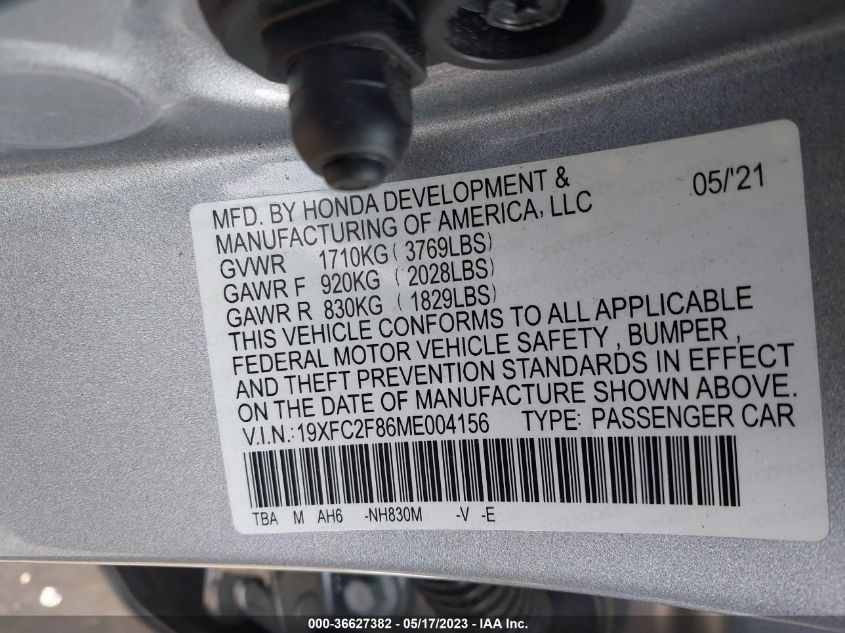 MFD. BY HONDA DEVELOPMENT & 05/'21
MANUFACTURING OF AMERICA, LLC
GVWR 1710KG ( 3769LBS)
GAWR F 920KG ( 2028LBS)
GAWR R 830KG ( 1829LBS)
THIS VEHICLE CONFORMS TO ALL APPLICABLE
FEDERAL MOTOR VEHICLE SAFETY , BUMPER ,
AND THEFT PREVENTION STANDARDS IN EFFECT
ON THE DATE OF MANUFACTURE SHOWN ABOVE.
V.I.N.:19XFC2F86ME004156 TYPE: PASSENGER CAR
TBA M AH6 -NH830M -V -E
000-36627382 - 05/17/2023 - IAA Inc.